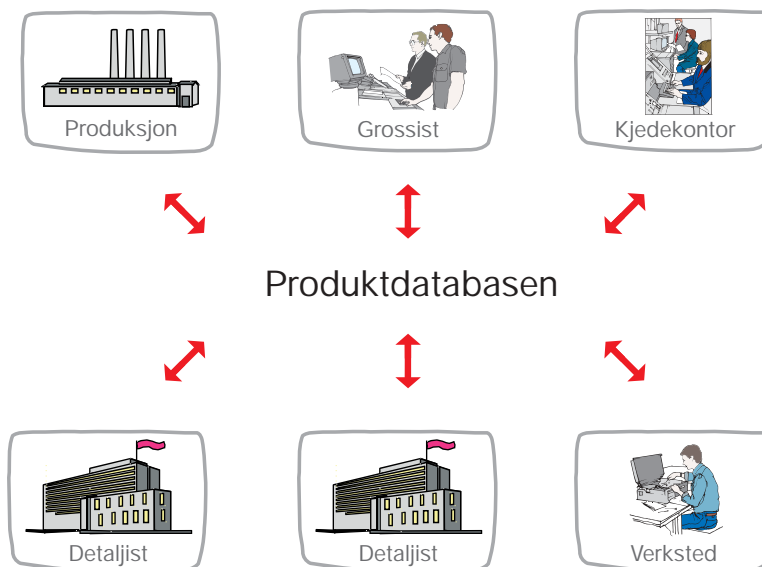 Produksjon
Grossist
Kjedekontor
Produktdatabasen
Detaljist
Detaljist
Verksted